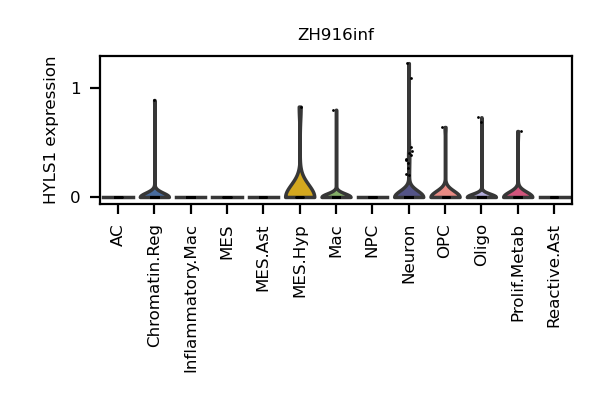 ZH916inf
HYLS1 expression
1
0
AC
Chromatin.Reg
Inflammatory.Mac
MES
MES.Ast
MES.Hyp
Mac
NPC
Neuron
OPC
Oligo
Prolif.Metab
Reactive.Ast